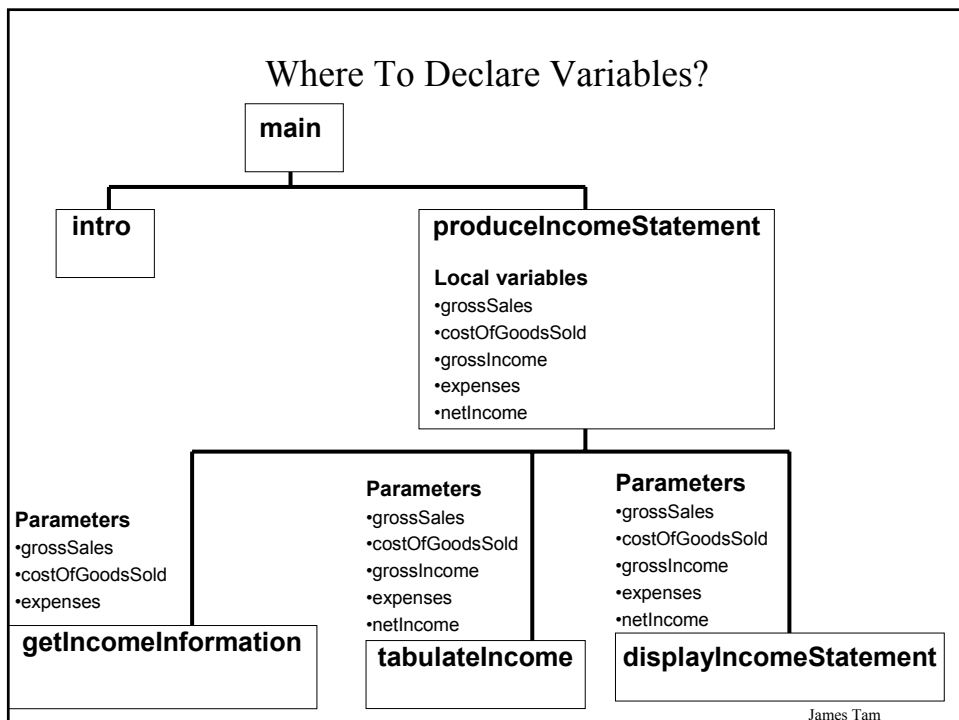 Where To Declare Variables?
main
intro
produceIncomeStatement
Local variables
•grossSales
•costOfGoodsSold
•grossIncome
•expenses
•netIncome
Parameters
•grossSales
•costOfGoodsSold
•expenses
getIncomeInformation
Parameters
•grossSales
•costOfGoodsSold
•grossIncome
•expenses
•netIncome
tabulateIncome
Parameters
•grossSales
•costOfGoodsSold
•grossIncome
•expenses
•netIncome
displayIncomeStatement
James Tam